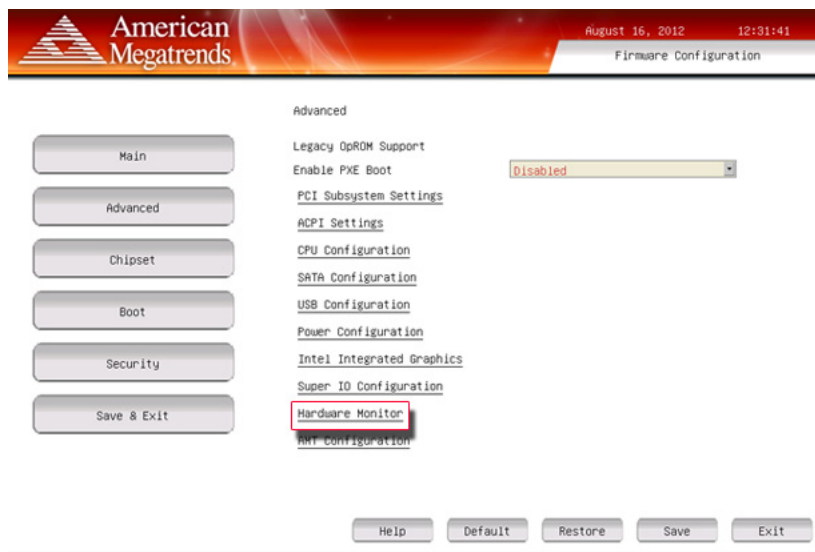 American
Megatrends
August 16, 2012 12:31:41
Firmware Configuration
Advanced
Legacy OpROM Support
Enable PXE Boot Disabled
PCI Subsystem Settings
ACPI Settings
CPU Configuration
SATA Configuration
USB Configuration
Power Configuration
Intel Integrated Graphics
Super IO Configuration
Hardware Monitor
AMT Configuration
Main
Advanced
Chipset
Boot
Security
Save & Exit
Help Default Restore Save Exit